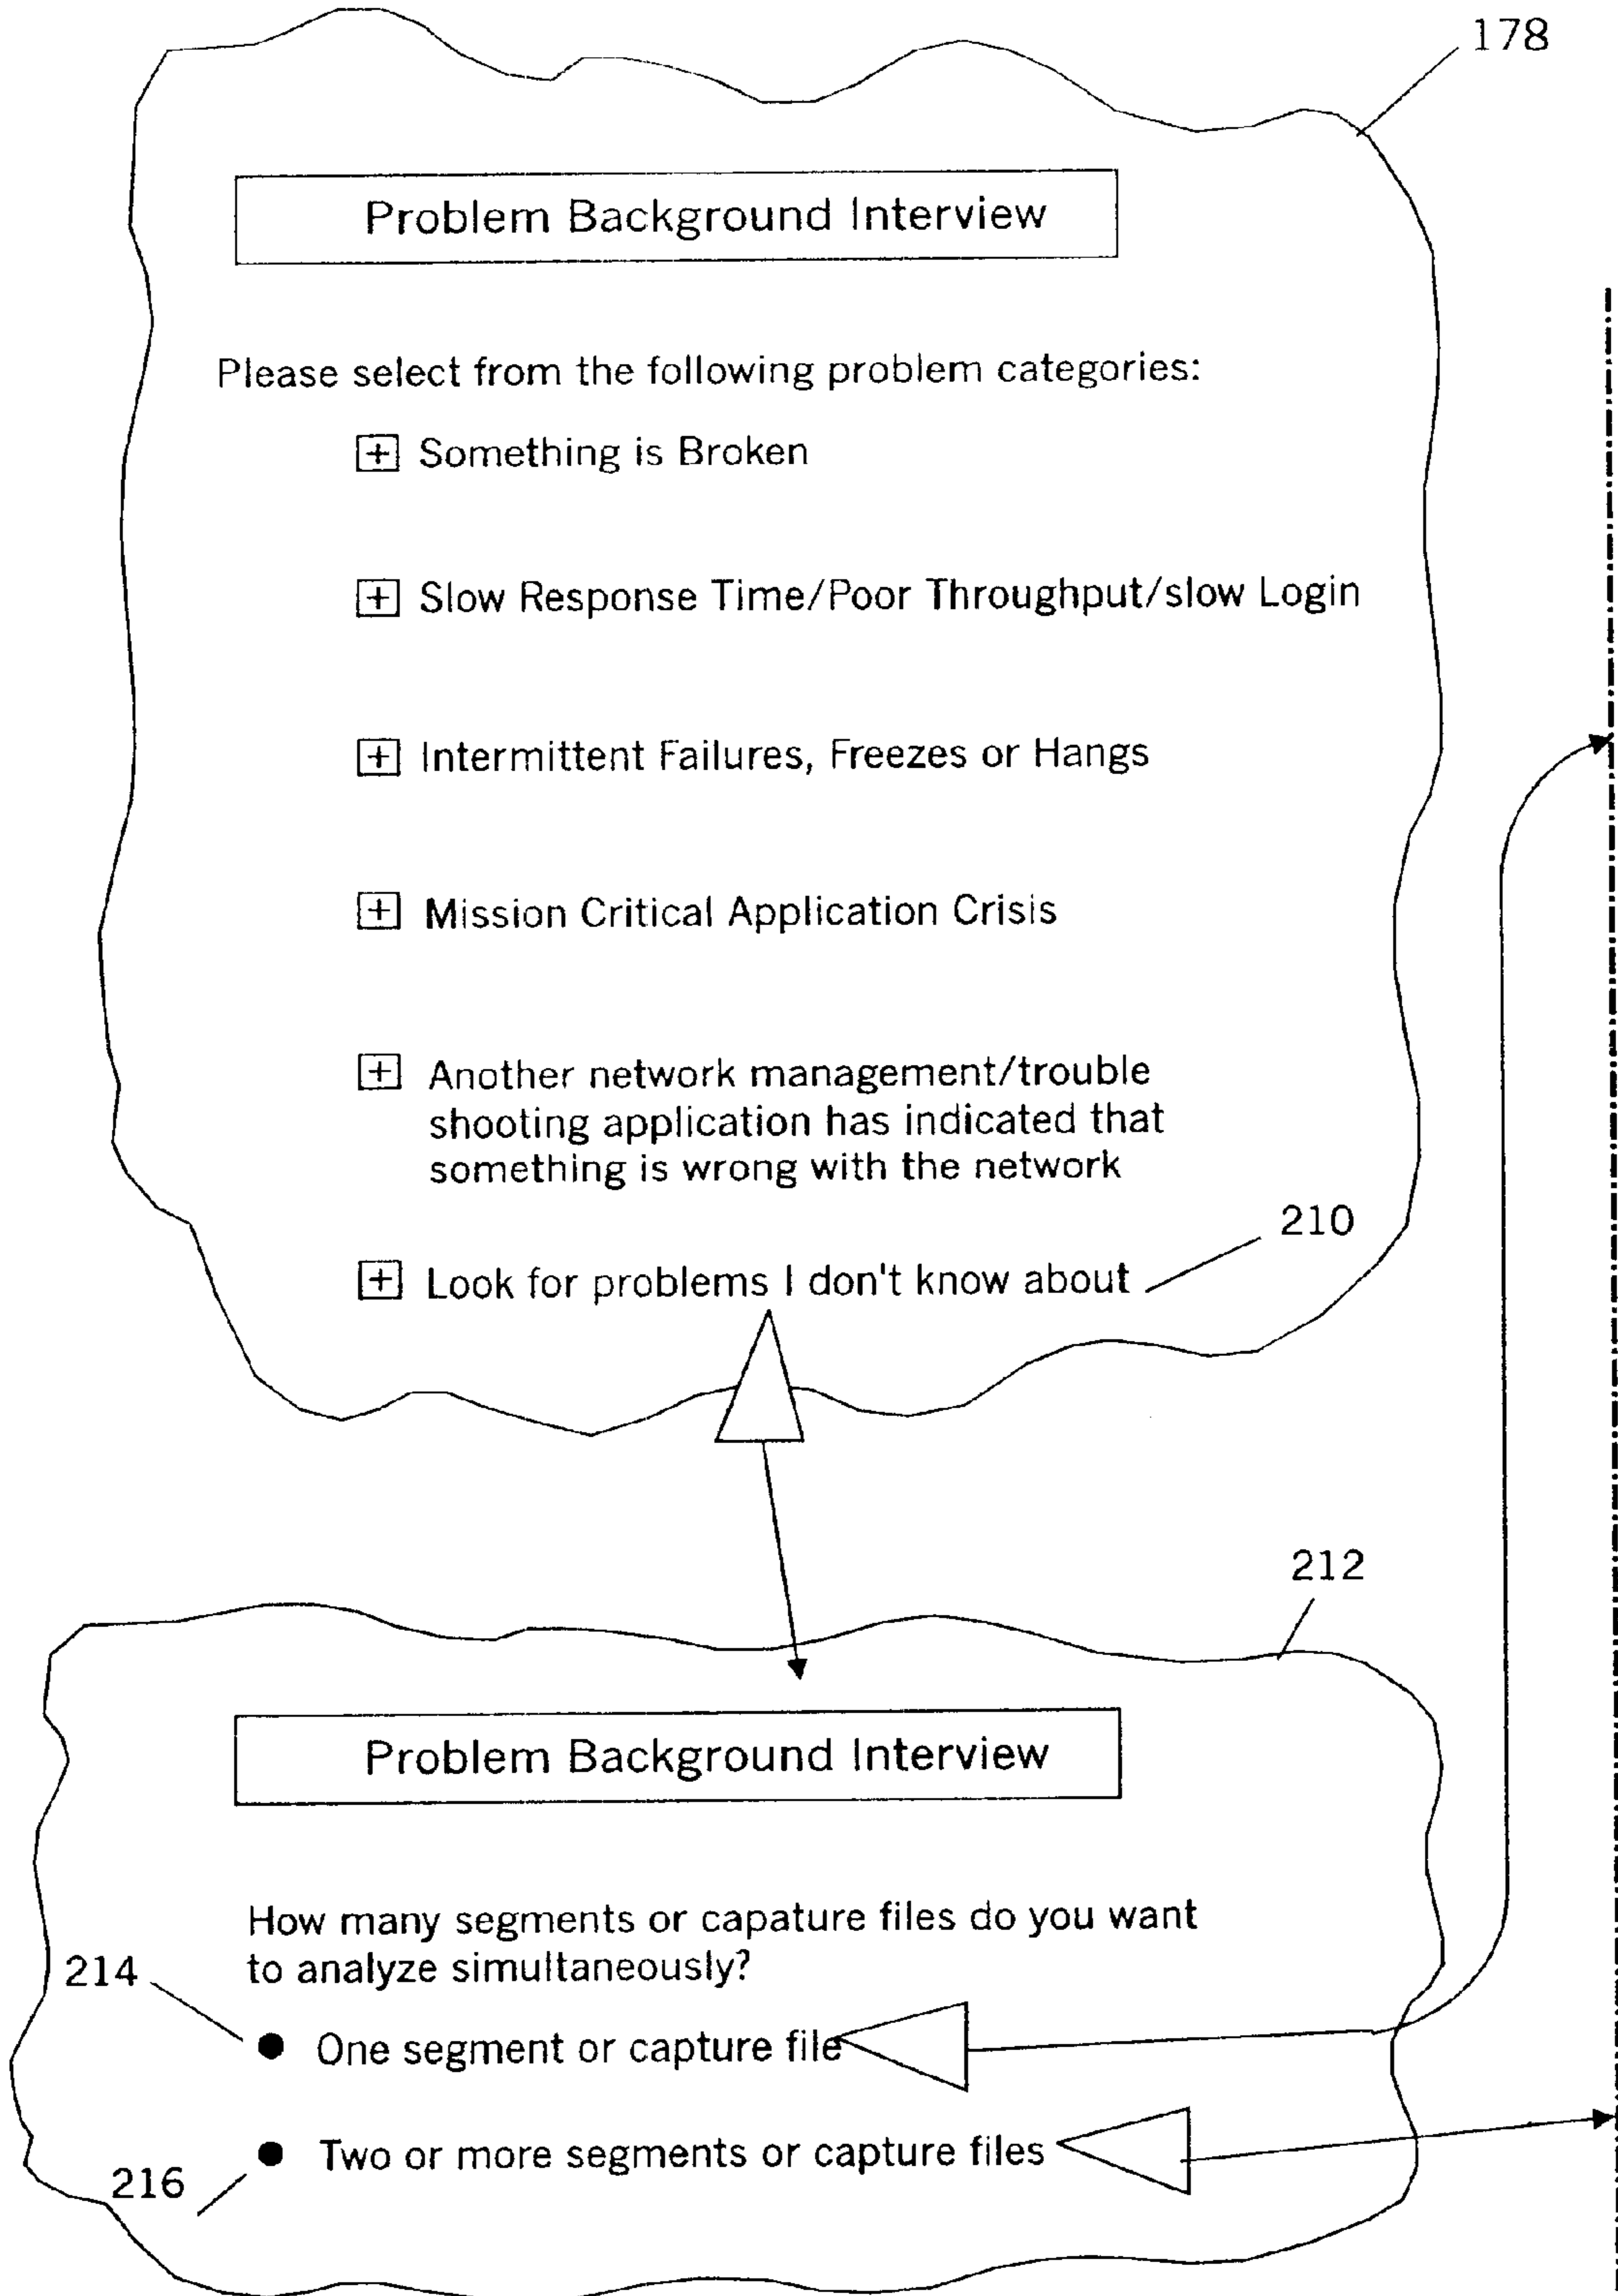 178
Problem Background Interview
Please select from the following problem categories:
+ Something is Broken
+ Slow Response Time/Poor Throughput/slow Login
+ Intermittent Failures, Freezes or Hangs
+ Mission Critical Application Crisis
+ Another network management/trouble
shooting application has indicated that
something is wrong with the network
210
+ Look for problems I don't know about
212
Problem Background Interview
How many segments or capature files do you want
to analyze simultaneously?
214
● One segment or capture file
● Two or more segments or capture files
216